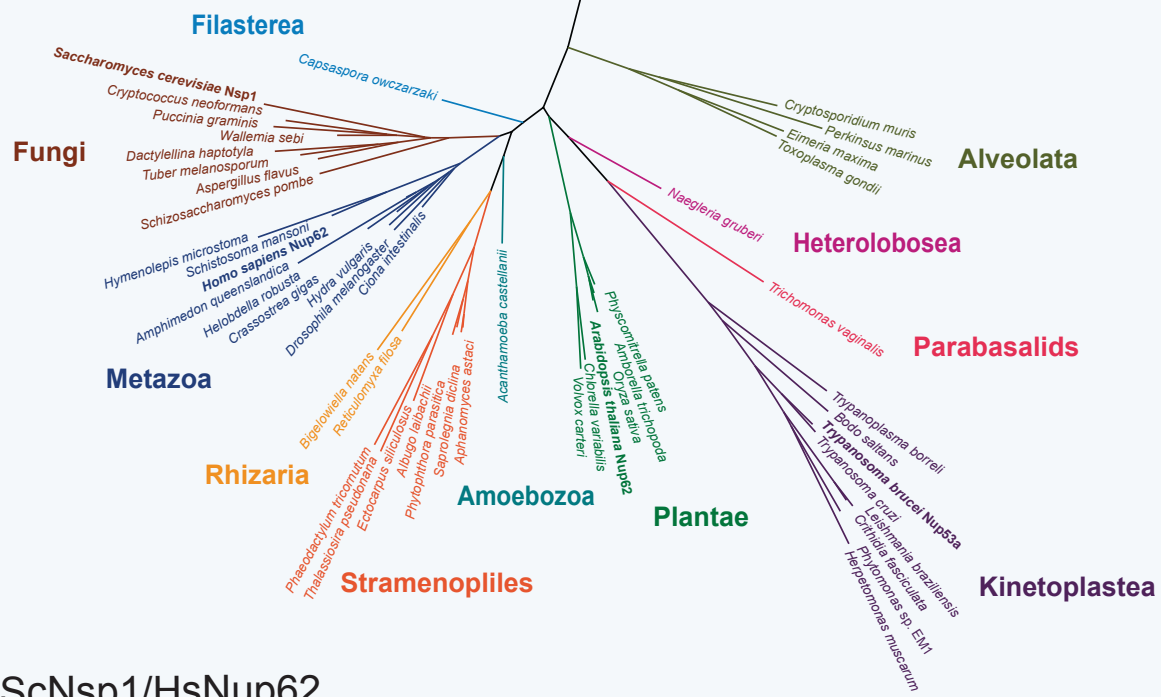 Filasterea
Capsaspora owczarzaki
Saccharomyces cerevisiae Nsp1
Cryptococcus neoformans
Puccinia graminis
Wallemia sebi
Dactylellina haptotyla
Tuber melanosporum
Aspergillus flavus
Schizosaccharomyces pombe
Fungi
Hymenolepis microstoma
Schistosoma mansoni
Homo sapiens Nup62
Amphimedon queenslandica
Helobdella robusta
Crassostrea gigas
Hydra vulgaris
Drosophila melanogaster
Ciona intestinalis
Metazoa
Bigelowiella natans
Reticulomyxa filosa
Rhizaria
Phaeodactylum tricornutum
Thalassiosira pseudonana
Ectocarpus siliculosus
Albugo laibachii
Phytophthora parasitica
Saprolegnia diclina
Aphanomyces astaci
Stramenopliles
Acanthamoeba castellanii
Amoebozoa
Volvox carteri
Chlorella variabilis
Arabidopsis thaliana Nup62
Oryza sativa
Amborella trichopoda
Physcomitrella patens
Plantae
Cryptosporidium muris
Perkinsus marinus
Eimeria maxima
Toxoplasma gondii
Alveolata
Naegleria gruberi
Heterolobosea
Trichomonas vaginalis
Parabasalids
Trypanoplasma borreli
Bodo saltans
Trypanosoma brucei Nup53a
Trypanosoma cruzi
Leishmania braziliensis
Crithidia fasciculata
Phytomonas sp. EM1
Herpetomonas muscarum
Kinetoplastea
ScNsp1/HsNup62